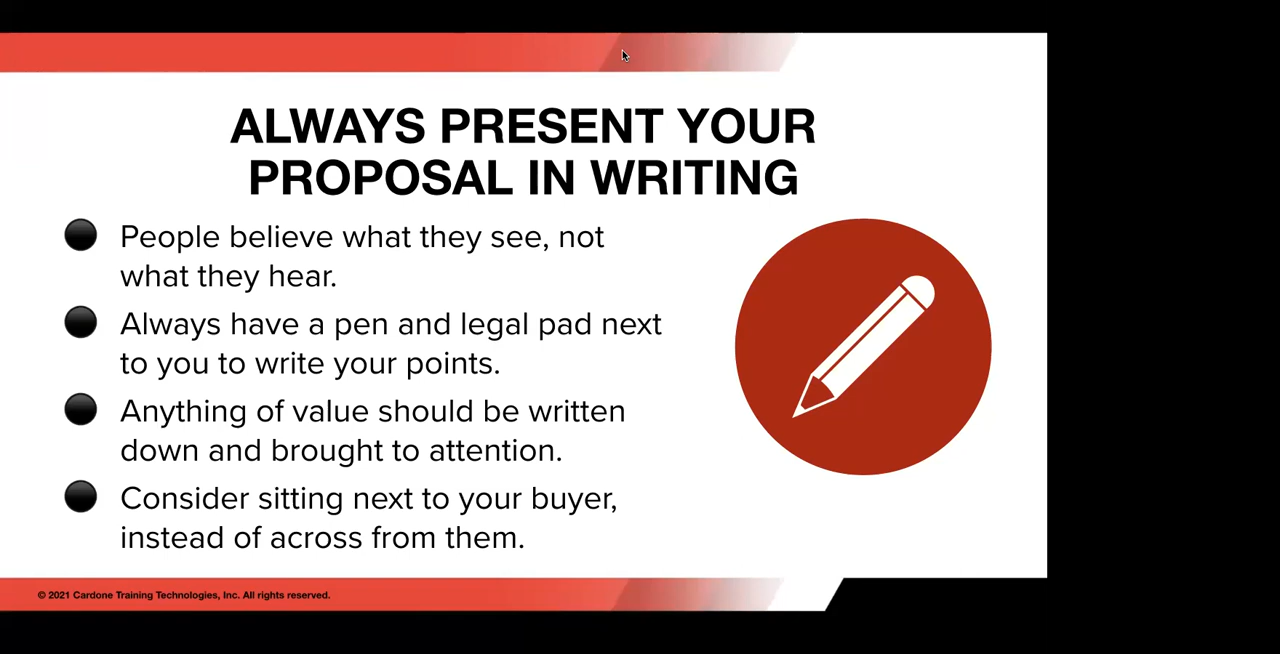 ALWAYS PRESENT YOUR
PROPOSAL IN WRITING
People believe what they see, not
what they hear.
Always have a pen and legal pad next
to you to write your points.
Anything of value should be written
down and brought to attention.
Consider sitting next to your buyer,
instead of across from them.
© 2021 Cardone Training Technologies, Inc. All rights reserved.